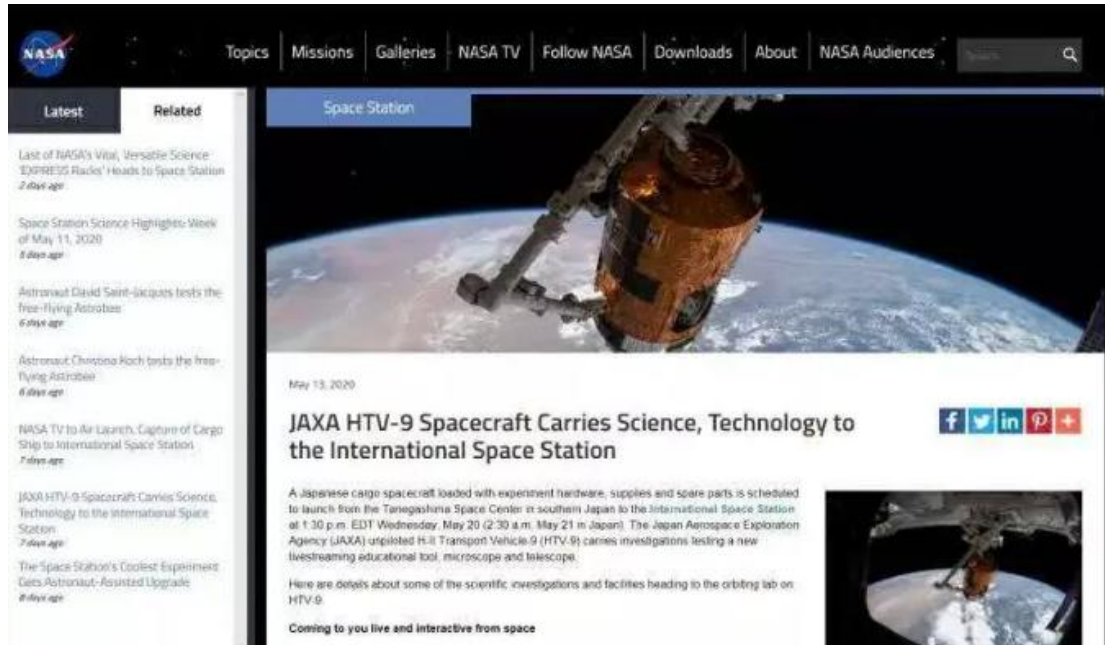 NASA
Topics
Missions
Galleries
NASA TV
Follow NASA
Downloads
About
NASA Audiences
Latest
Related
Last of NASA's Vital, Versatile Science
'EXPRESS Racks' Heads to Space Station
2 days ago
Space Station Science Highlights: Week
of May 11, 2020
5 days ago
Astronaut David Saint-Jacques tests the
free-flying Astrobee
6 days ago
Astronaut Christina Koch tests the free-
flying Astrobee
6 days ago
NASA TV to Air Launch, Capture of Cargo
Ship to International Space Station
7 days ago
JAXA HTV-9 Spacecraft Carries Science,
Technology to the International Space
Station
7 days ago
The Space Station's Coolest Experiment
Gets Astronaut-Assisted Upgrade
8 days ago
Space Station
May 13, 2020
JAXA HTV-9 Spacecraft Carries Science, Technology to
the International Space Station
A Japanese cargo spacecraft loaded with experiment hardware, supplies and spare parts is scheduled
to launch from the Tanegashima Space Center in southern Japan to the International Space Station
at 1:30 p.m. EDT Wednesday, May 20 (2:30 a.m. May 21 in Japan). The Japan Aerospace Exploration
Agency (JAXA) unpiloted H-II Transport Vehicle-9 (HTV-9) carries investigations testing a new
livestreaming educational tool, microscope and telescope.
Here are details about some of the scientific investigations and facilities heading to the orbiting lab on
HTV-9.
Coming to you live and interactive from space